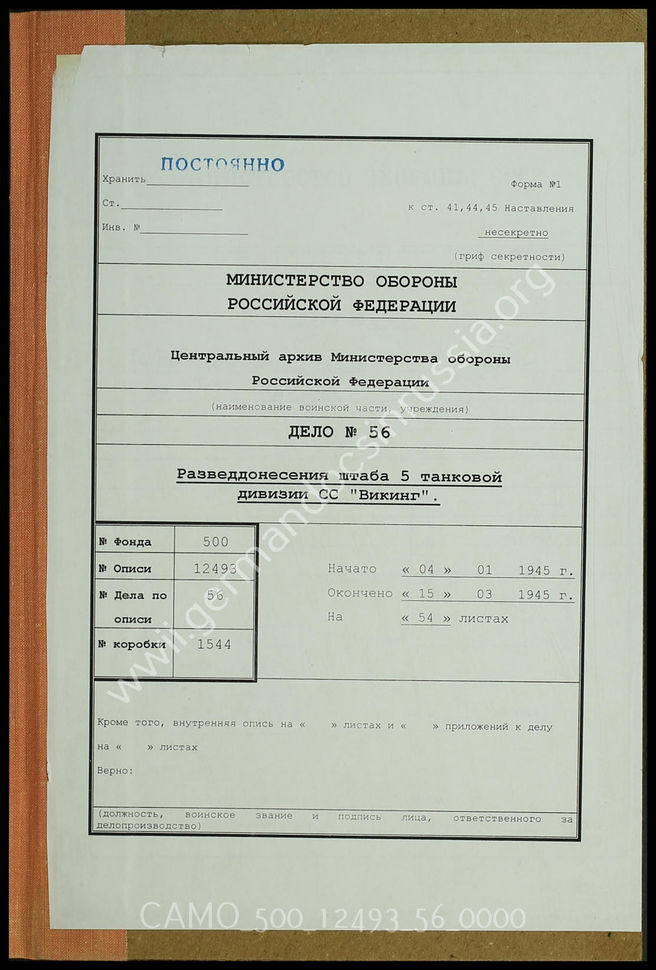 ПОСТОЯННО
Хранить
Форма №1
Ст.
к ст. 41,44,45 Наставления
Инв. №
несекретно
(гриф секретности)
МИНИСТЕРСТВО ОБОРОНЫ
РОССИЙСКОЙ ФЕДЕРАЦИИ
Центральный архив Министерства обороны
Российской Федерации
(наименование воинской части, учреждения)
ДЕЛО № 56
Разведдонесения штаба 5 танковой
дивизии СС "Викинг".
№ Фонда 500
№ Описи 12493
№ Дела по описи 56
№ коробки 1544
Начато « 04 » 01 1945 г.
Окончено « 15 » 03 1945 г.
На « 54 » листах
Кроме того, внутренняя опись на « » листах и « » приложений к делу
на « » листах
Верно:
(должность, воинское звание и подпись лица, ответственного за
делопроизводство)
www.germandocsinrussia.org
CAMO_500_12493_56_0000